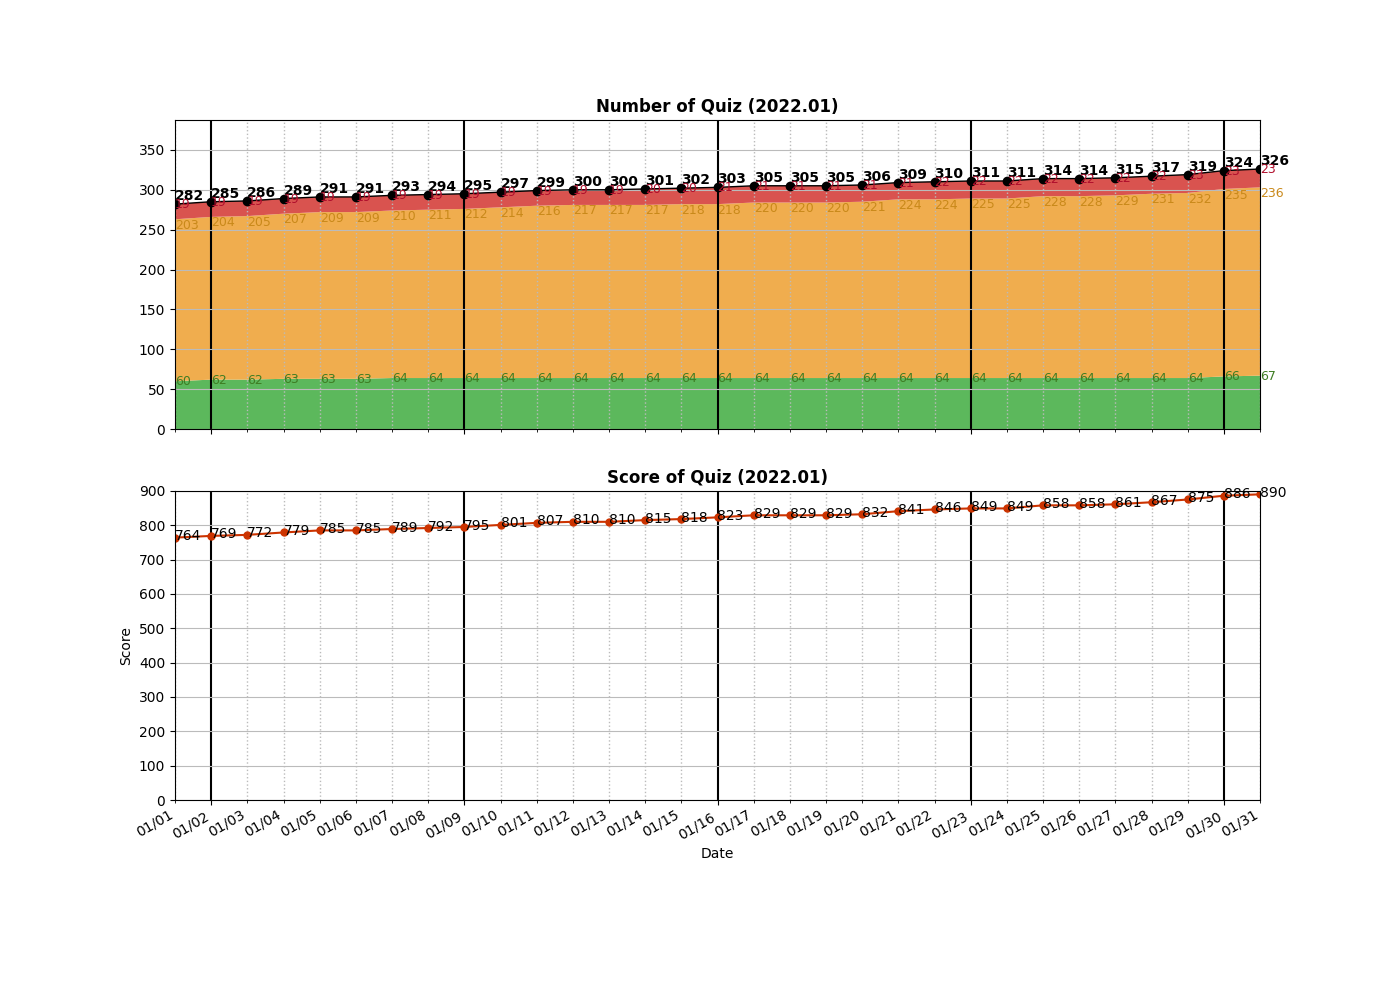 Number of Quiz (2022.01)
350
300
250
200
150
100
50
0
282 285 286 289 291 291 293 294 295 297 299 300 300 301 302 303 305 305 305 306 309 310 311 311 314 314 315 317 319 324 326
23
203 204 205 207 209 209 210 211 212 214 216 217 217 217 218 218 220 220 220 221 224 224 225 225 228 228 229 231 232 235 236
60 62 62 63 63 63 64 64 64 64 64 64 64 64 64 64 64 64 64 64 64 64 64 64 64 64 64 64 64 66 67
Score of Quiz (2022.01)
900
800
700
600
500
400
300
200
100
0
Score
764 769 772 779 785 785 789 792 795 801 807 810 810 815 818 823 829 829 829 832 841 846 849 849 858 858 861 867 875 886 890
01/01 01/02 01/03 01/04 01/05 01/06 01/07 01/08 01/09 01/10 01/11 01/12 01/13 01/14 01/15 01/16 01/17 01/18 01/19 01/20 01/21 01/22 01/23 01/24 01/25 01/26 01/27 01/28 01/29 01/30 01/31
Date